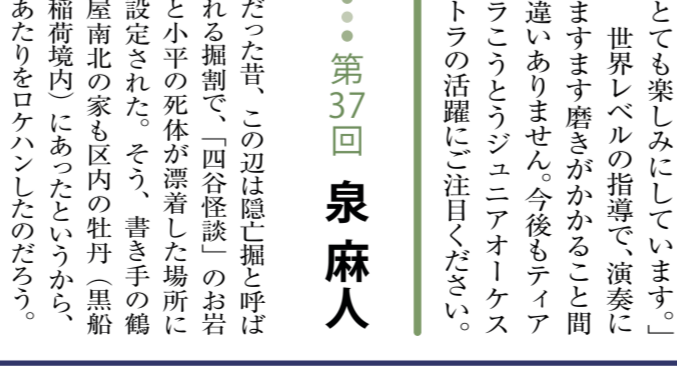 とても楽しみにしています。」
世界レベルの指導で、演奏に
ますます磨きがかかること間
違いありません。今後もティア
ラこうとうジュニアオーケス
トラの活躍にご注目ください。
第37回 泉 麻人
だった昔、この辺は隠亡掘と呼ば
れる掘割で、「四谷怪談」のお岩
と小平の死体が漂着した場所に
設定された。そう、書き手の鶴
屋南北の家も区内の牡丹（黒船
稲荷境内）にあったというから、
あたりをロケハンしたのだろう。